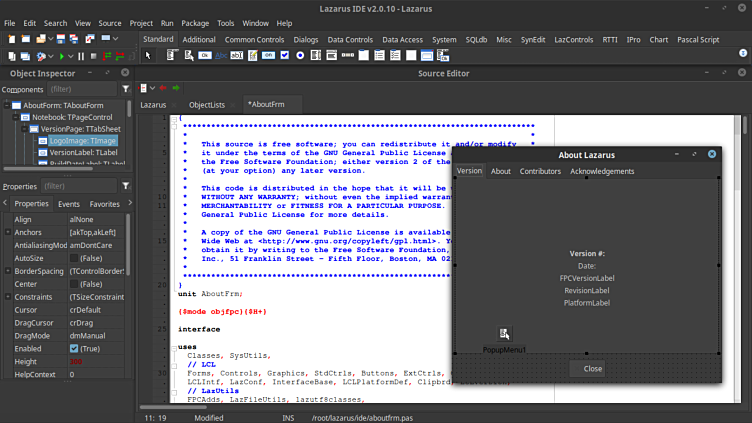 Lazarus IDE v2.0.10 - Lazarus
File Edit Search View Source Project Run Package Tools Window Help
Standard Additional Common Controls Dialogs Data Controls Data Access System SQLdb Misc SynEdit LazControls RTTI IPro Chart Pascal Script
Object Inspector
Source Editor
Components (filter)
AboutForm: TAboutForm
Notebook: TPageControl
VersionPage: TTabSheet
LogoImage: TImage
VersionLabel: TLabel
BuildDateLabel: TLabel
Properties (filter)
Properties Events Favorites
Align alNone
Anchors [akTop,akLeft]
AntialiasingMod amDontCare
AutoSize (False)
BorderSpacing (TControlBorder
Center (False)
Constraints (TSizeConstraint
Cursor crDefault
DragCursor crDrag
DragMode dmManual
Enabled (True)
Height 300
HelpContext 0
Lazarus ObjectLists *AboutFrm
1 {
***************************************************************************
* *
* This source is free software; you can redistribute it and/or modify
5 * it under the terms of the GNU General Public License
* the Free Software Foundation; either version 2 of the
* (at your option) any later version.
*
* This code is distributed in the hope that it will be
10 * WITHOUT ANY WARRANTY; without even the implied warran
11 * MERCHANTABILITY or FITNESS FOR A PARTICULAR PURPOSE.
* General Public License for more details.
*
* A copy of the GNU General Public License is available
15 * Wide Web at <http://www.gnu.org/copyleft/gpl.html>. Y
* obtain it by writing to the Free Software Foundation,
* Inc., 51 Franklin Street - Fifth Floor, Boston, MA 02
*
***************************************************************************
20 }
unit AboutFrm;
{$mode objfpc}{$H+}
25 interface
uses
Classes, SysUtils,
// LCL
30 Forms, Controls, Graphics, StdCtrls, Buttons, ExtCtrls,
LCLIntf, LazConf, InterfaceBase, LCLPlatformDef, Clipbrd,
// LazUtils
FPCAdds, LazFileUtils, lazutf8classes,
About Lazarus
Version About Contributors Acknowledgements
Version #:
Date:
FPCVersionLabel
RevisionLabel
PlatformLabel
PopupMenu1
Close
11: 19 Modified INS /root/lazarus/ide/aboutfrm.pas